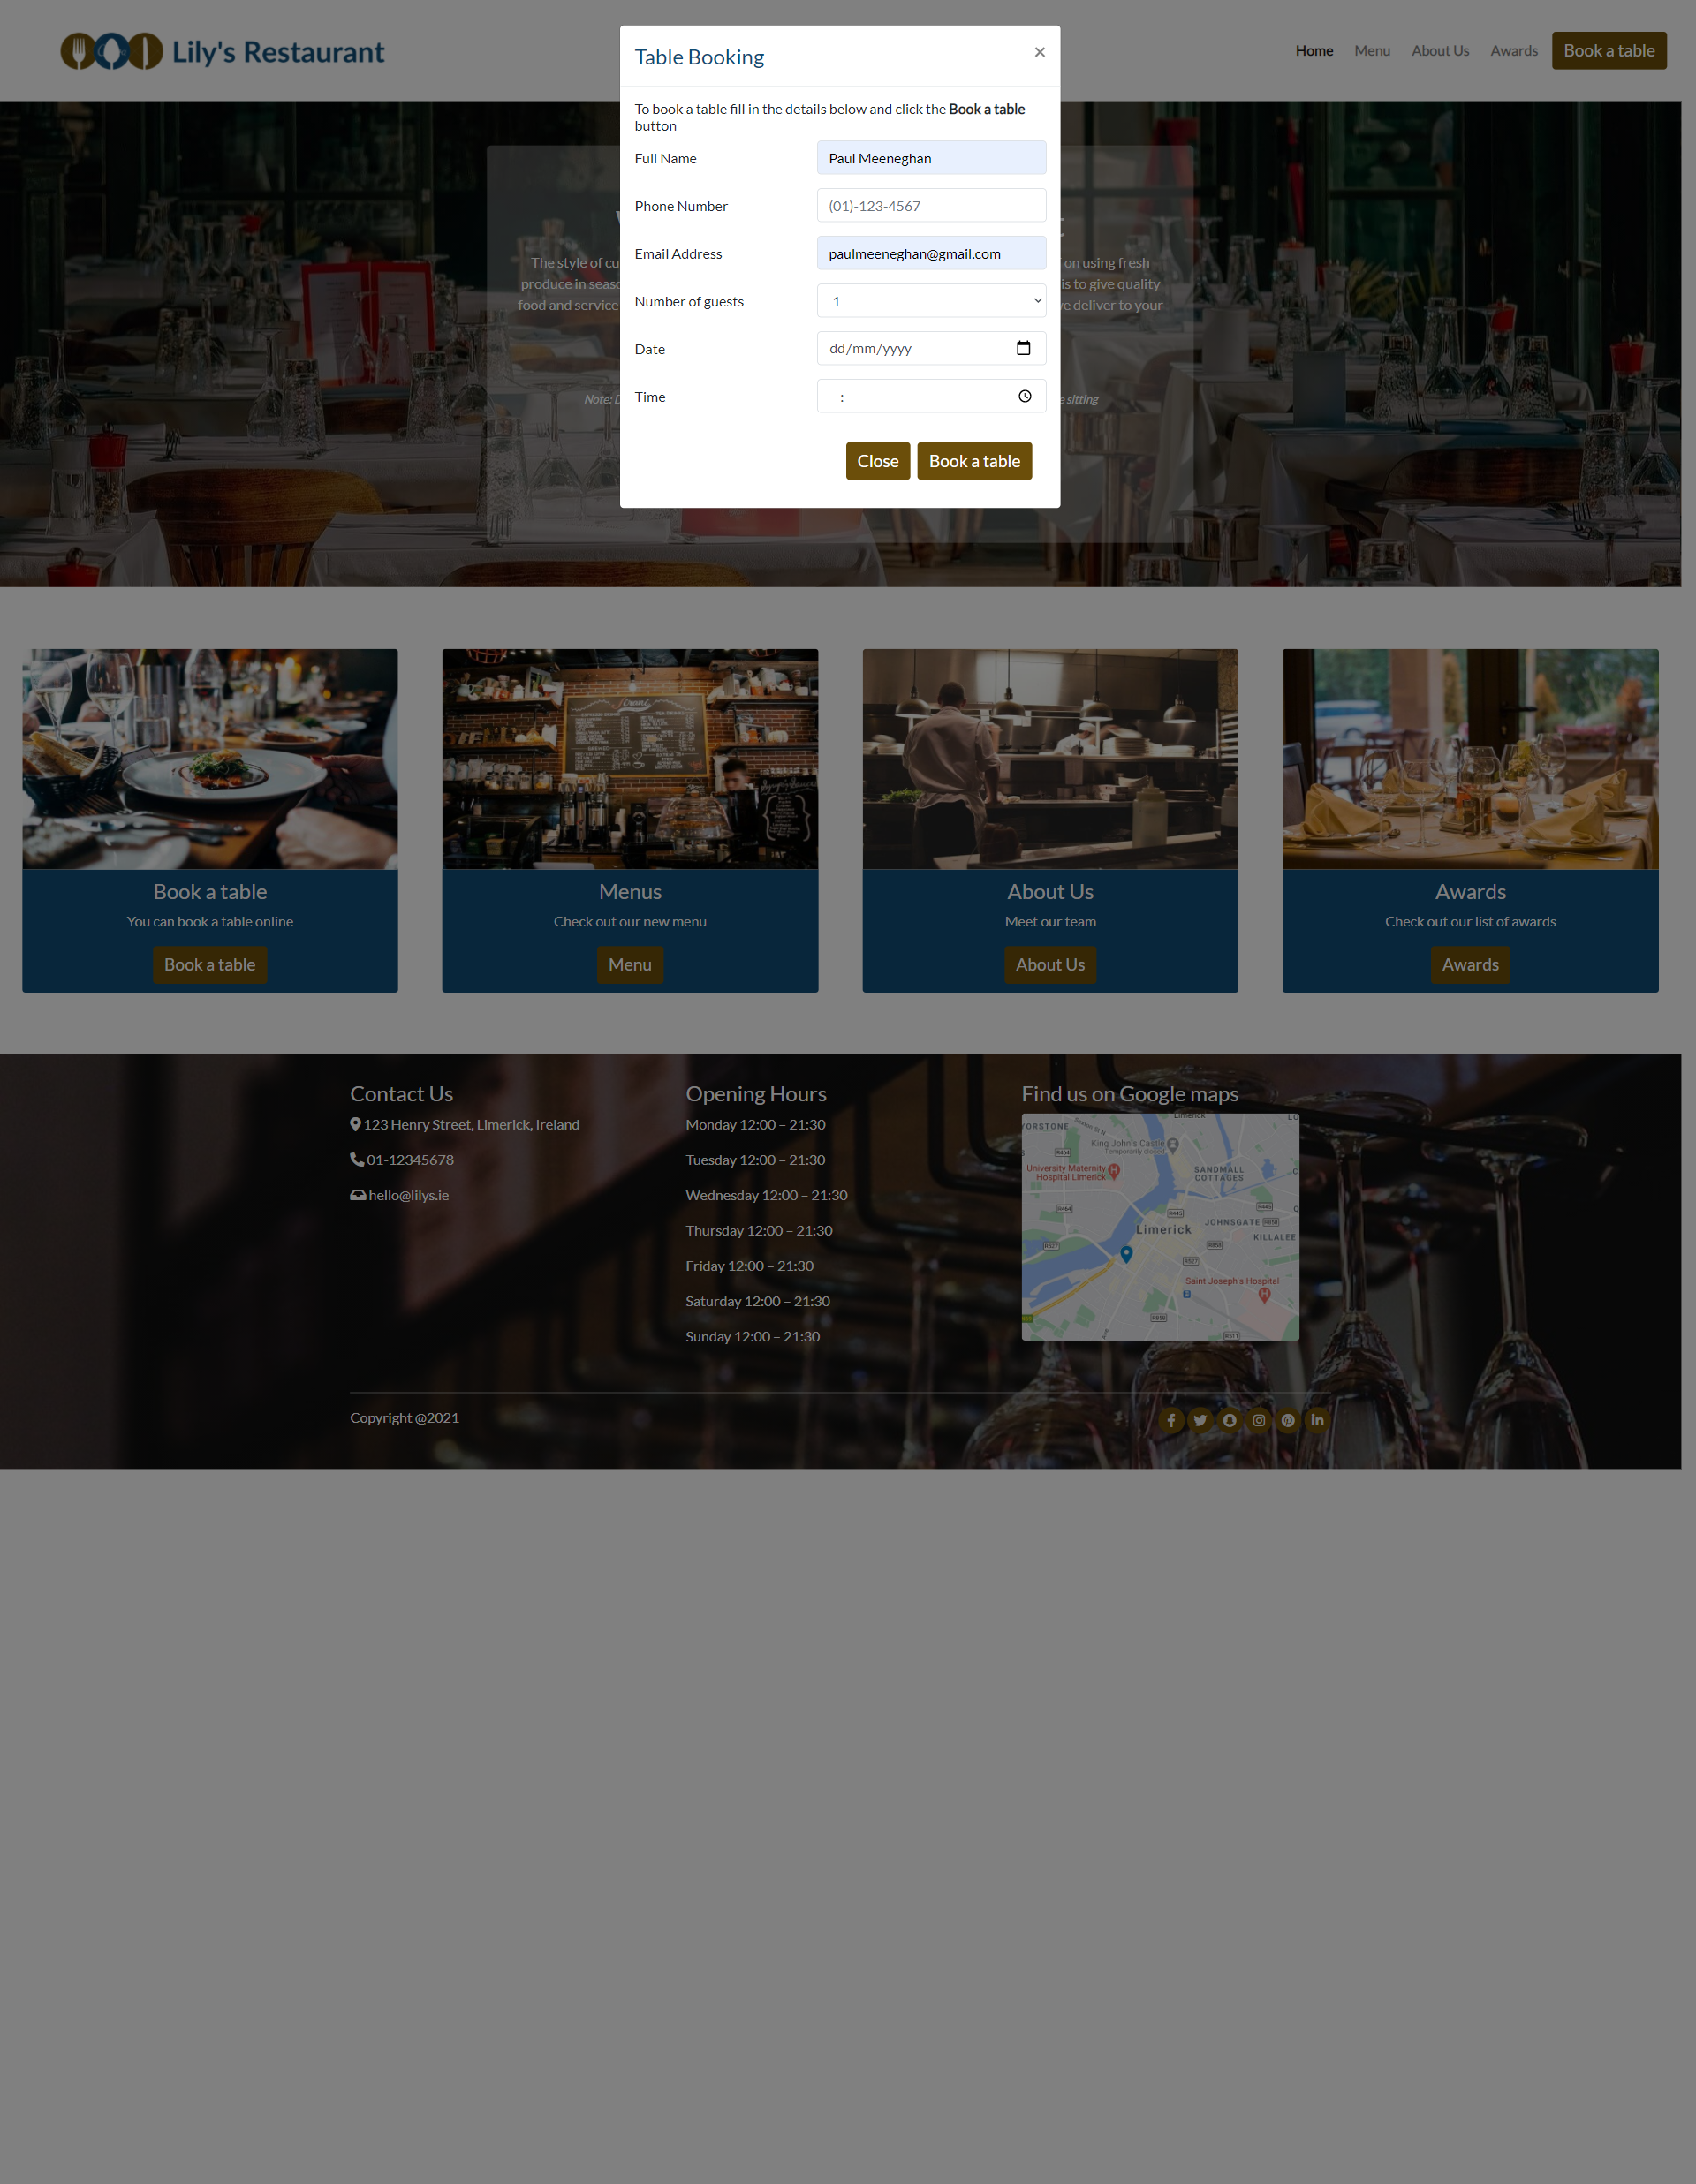 Lily's Restaurant
Home Menu About Us Awards Book a table
Table Booking
×
To book a table fill in the details below and click the Book a table
button
Full Name Paul Meeneghan
Phone Number (01)-123-4567
Email Address paulmeeneghan@gmail.com
Number of guests 1
Date dd/mm/yyyy
Time --:--
Close Book a table
The style of on using fresh
produce in is to give quality
food and service deliver to your
Note: sitting
Book a table
You can book a table online
Book a table
Menus
Check out our new menu
Menu
About Us
Meet our team
About Us
Awards
Check out our list of awards
Awards
Contact Us
123 Henry Street, Limerick, Ireland
01-12345678
hello@lilys.ie
Opening Hours
Monday 12:00 – 21:30
Tuesday 12:00 – 21:30
Wednesday 12:00 – 21:30
Thursday 12:00 – 21:30
Friday 12:00 – 21:30
Saturday 12:00 – 21:30
Sunday 12:00 – 21:30
Find us on Google maps
Limerick
King John's Castle
Temporarily closed
University Maternity
Hospital Limerick
SANDMALL
COTTAGES
JOHNSGATE
KILLALEE
Limerick
Saint Joseph's Hospital
Copyright @2021